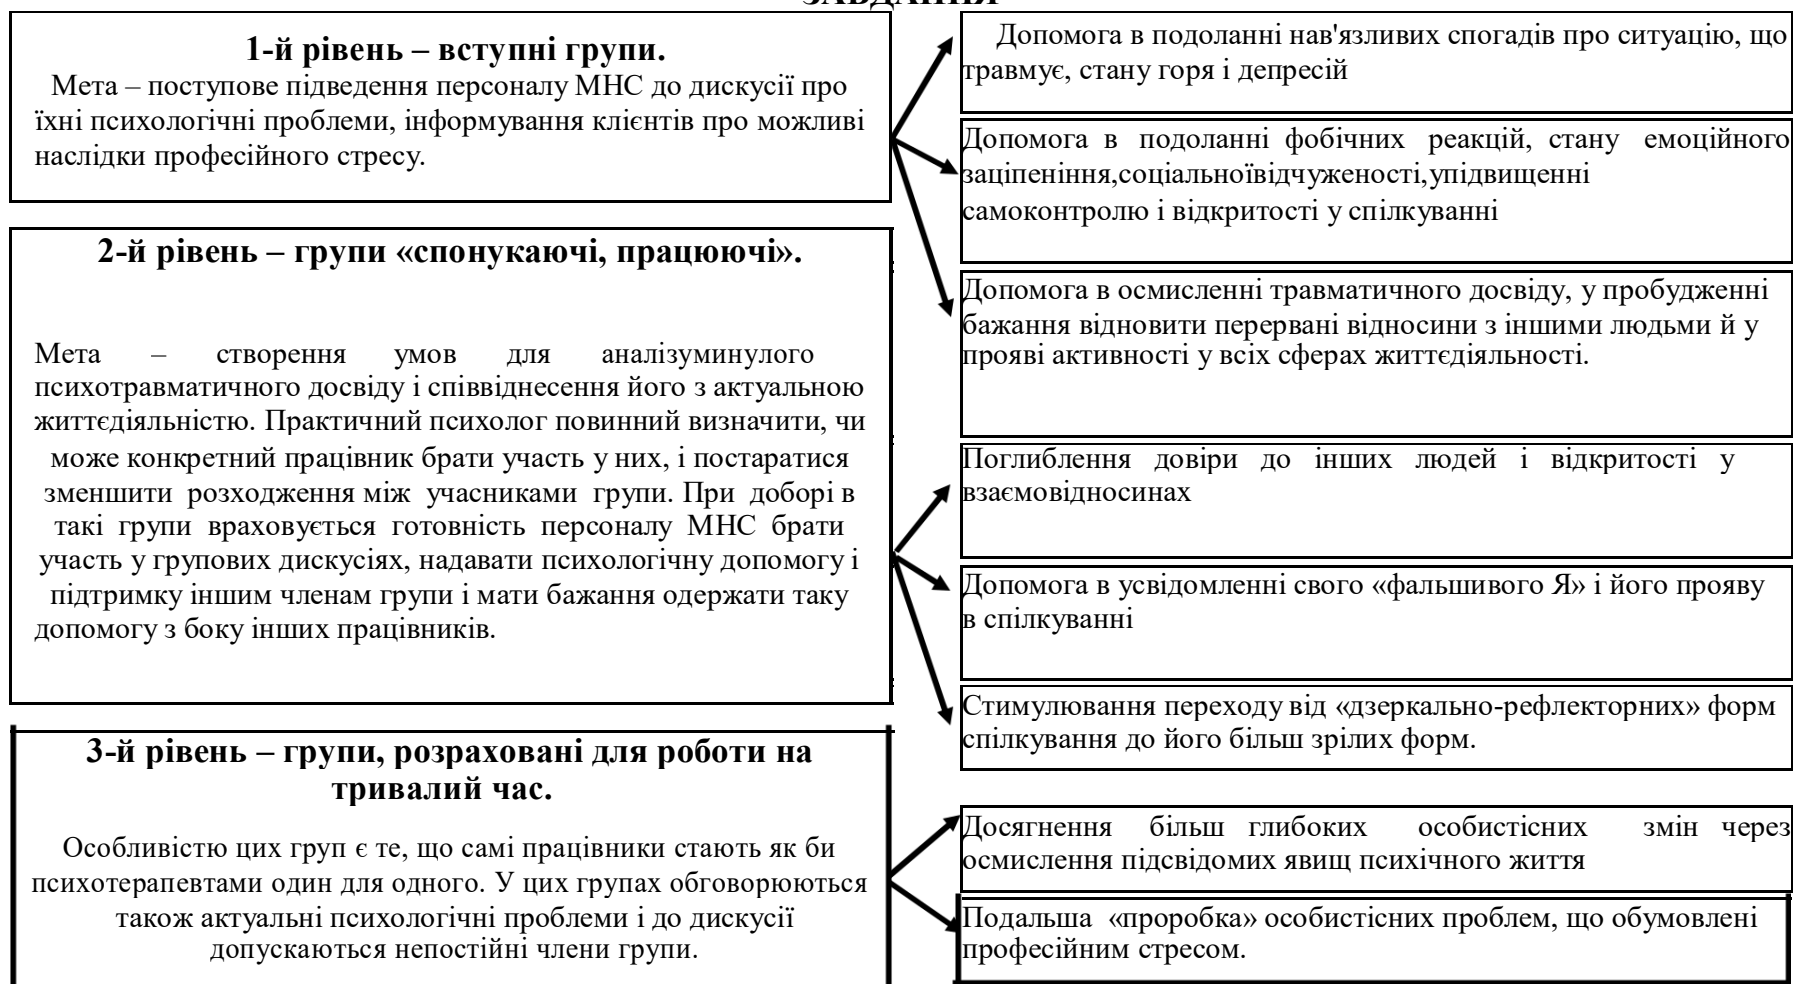 ЗАВДАННЯ
1-й рівень – вступні групи.
Мета – поступове підведення персоналу МНС до дискусії про
їхні психологічні проблеми, інформування клієнтів про можливі
наслідки професійного стресу.
Допомога в подоланні нав'язливих спогадів про ситуацію, що
травмує, стану горя і депресій
Допомога в подоланні фобічних реакцій, стану емоційного
заціпеніння,соціальноївідчуженості,упідвищенні
самоконтролю і відкритості у спілкуванні
Допомога в осмисленні травматичного досвіду, у пробудженні
бажання відновити перервані відносини з іншими людьми й у
прояві активності у всіх сферах життєдіяльності.
2-й рівень – групи «спонукаючі, працюючі».
Мета – створення умов для аналізуминулого
психотравматичного досвіду і співвіднесення його з актуальною
життєдіяльністю. Практичний психолог повинний визначити, чи
може конкретний працівник брати участь у них, і постаратися
зменшити розходження між учасниками групи. При доборі в
такі групи враховується готовність персоналу МНС брати
участь у групових дискусіях, надавати психологічну допомогу і
підтримку іншим членам групи і мати бажання одержати таку
допомогу з боку інших працівників.
Поглиблення довіри до інших людей і відкритості у
взаємовідносинах
Допомога в усвідомленні свого «фальшивого Я» і його прояву
в спілкуванні
Стимулювання переходу від «дзеркально-рефлекторних» форм
спілкування до його більш зрілих форм.
3-й рівень – групи, розраховані для роботи на
тривалий час.
Особливістю цих груп є те, що самі працівники стають як би
психотерапевтами один для одного. У цих групах обговорюються
також актуальні психологічні проблеми і до дискусії
допускаються непостійні члени групи.
Досягнення більш глибоких особистісних змін через
осмислення підсвідомих явищ психічного життя
Подальша «проробка» особистісних проблем, що обумовлені
професійним стресом.